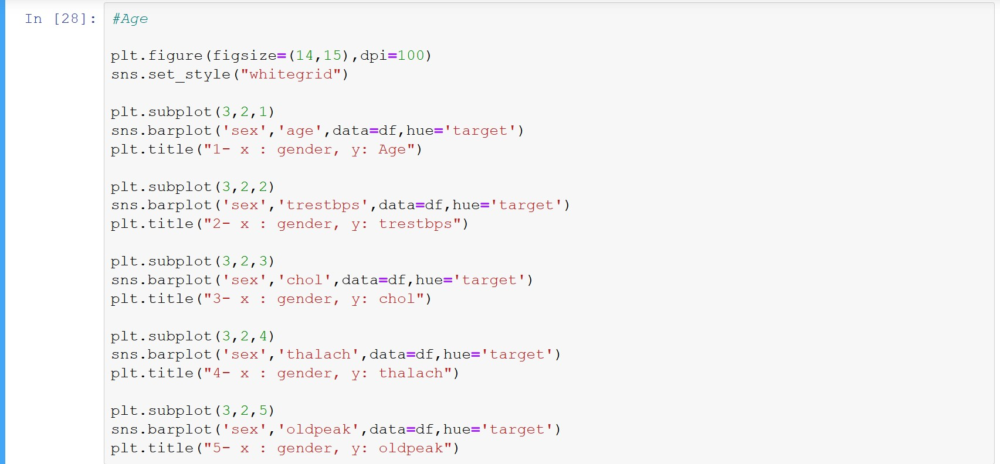 In [28]: #Age
plt.figure(figsize=(14,15),dpi=100)
sns.set_style("whitegrid")
plt.subplot(3,2,1)
sns.barplot('sex','age',data=df,hue='target')
plt.title("1- x : gender, y: Age")
plt.subplot(3,2,2)
sns.barplot('sex','trestbps',data=df,hue='target')
plt.title("2- x : gender, y: trestbps")
plt.subplot(3,2,3)
sns.barplot('sex','chol',data=df,hue='target')
plt.title("3- x : gender, y: chol")
plt.subplot(3,2,4)
sns.barplot('sex','thalach',data=df,hue='target')
plt.title("4- x : gender, y: thalach")
plt.subplot(3,2,5)
sns.barplot('sex','oldpeak',data=df,hue='target')
plt.title("5- x : gender, y: oldpeak")